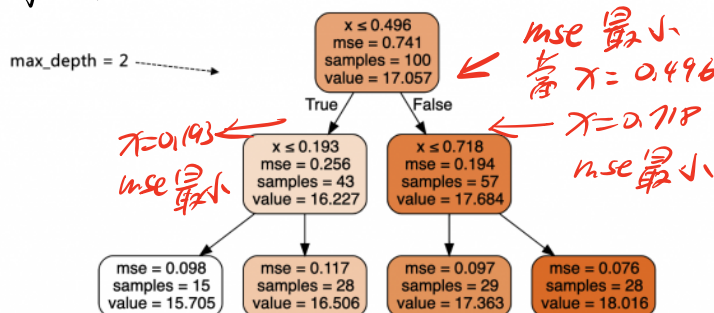 max_depth = 2
x ≤ 0.496
mse = 0.741
samples = 100
value = 17.057
mse 最小
当 x = 0.496
True
False
x=0.193
mse 最小
x=0.718
mse 最小
x ≤ 0.193
mse = 0.256
samples = 43
value = 16.227
x ≤ 0.718
mse = 0.194
samples = 57
value = 17.684
mse = 0.098
samples = 15
value = 15.705
mse = 0.117
samples = 28
value = 16.506
mse = 0.097
samples = 29
value = 17.363
mse = 0.076
samples = 28
value = 18.016